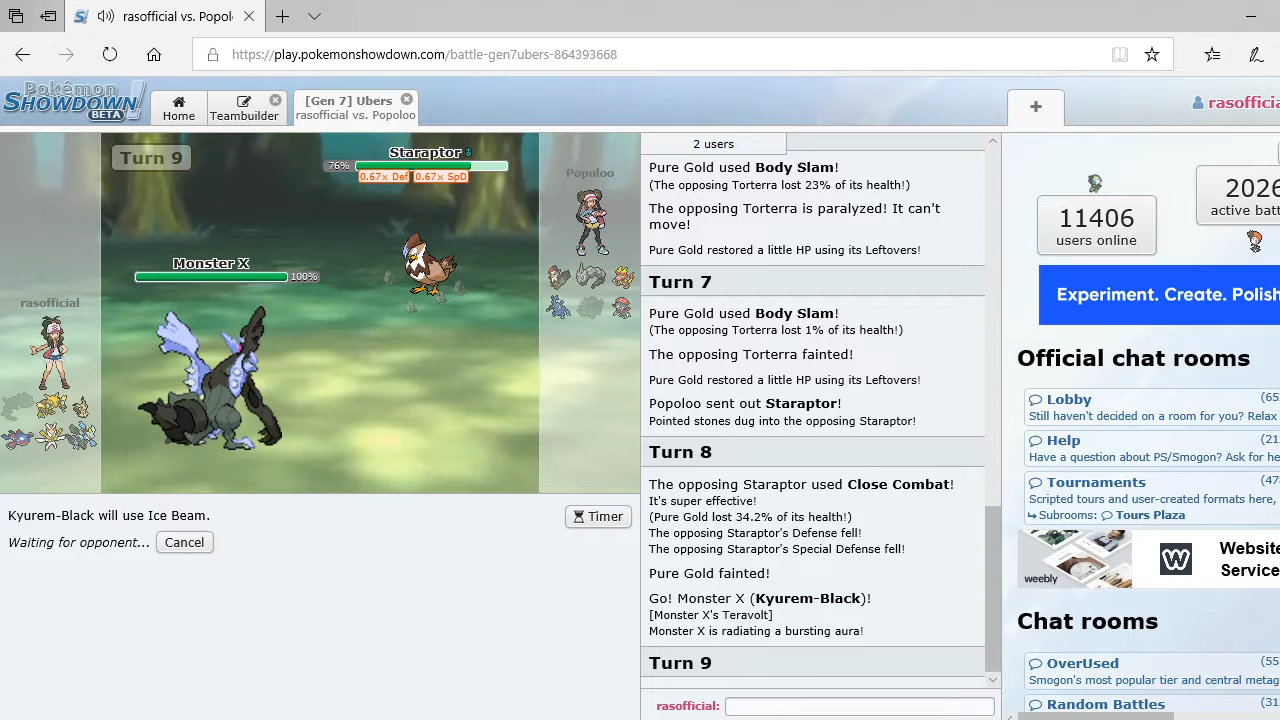 rasofficial vs. Popol
https://play.pokemonshowdown.com/battle-gen7ubers-864393668
Pokémon
SHOWDOWN!
BETA
Home
Teambuilder
[Gen 7] Ubers
rasofficial vs. Popoloo
+
rasofficia
Turn 9
Staraptor
76%
0.67× Def
0.67× SpD
Popoloo
Monster X
100%
rasofficial
Kyurem-Black will use Ice Beam.
Waiting for opponent...
Cancel
Timer
2 users
Pure Gold used Body Slam!
(The opposing Torterra lost 23% of its health!)
The opposing Torterra is paralyzed! It can't
move!
Pure Gold restored a little HP using its Leftovers!
Turn 7
Pure Gold used Body Slam!
(The opposing Torterra lost 1% of its health!)
The opposing Torterra fainted!
Pure Gold restored a little HP using its Leftovers!
Popoloo sent out Staraptor!
Pointed stones dug into the opposing Staraptor!
Turn 8
The opposing Staraptor used Close Combat!
It's super effective!
(Pure Gold lost 34.2% of its health!)
The opposing Staraptor's Defense fell!
The opposing Staraptor's Special Defense fell!
Pure Gold fainted!
Go! Monster X (Kyurem-Black)!
[Monster X's Teravolt]
Monster X is radiating a bursting aura!
Turn 9
rasofficial:
11406
users online
2026
active batt
Experiment. Create. Polish
Official chat rooms
Lobby
(65
Still haven't decided on a room for you? Relax
Help
(21
Have a question about PS/Smogon? Ask for he
Tournaments
(47
Scripted tours and user-created formats here,
↳Subrooms: Tours Plaza
weebly
Website
Service
Chat rooms
OverUsed
(55
Smogon's most popular tier and central metag
Random Battles
(31